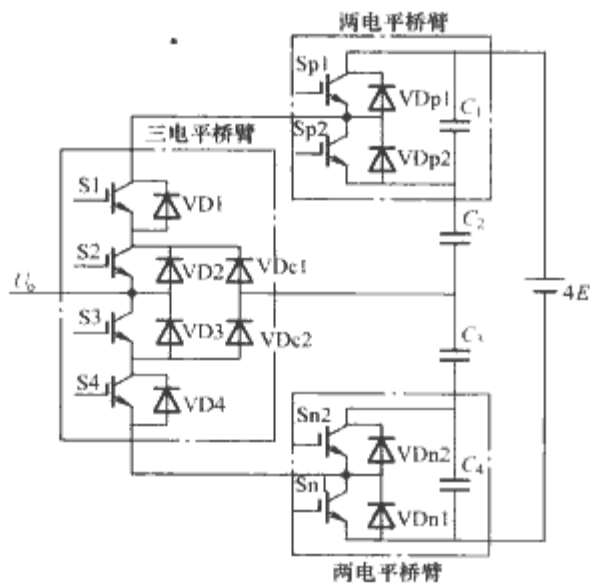 两电平桥臂
Sp1
VDp1
C₁
Sp2
VDp2
三电平桥臂
S1
VD1
C₂
S2
VD2
VDc1
U₀
4E
S3
VD3
VDc2
C₃
S4
VD4
Sn2
VDn2
C₄
Sn1
VDn1
两电平桥臂